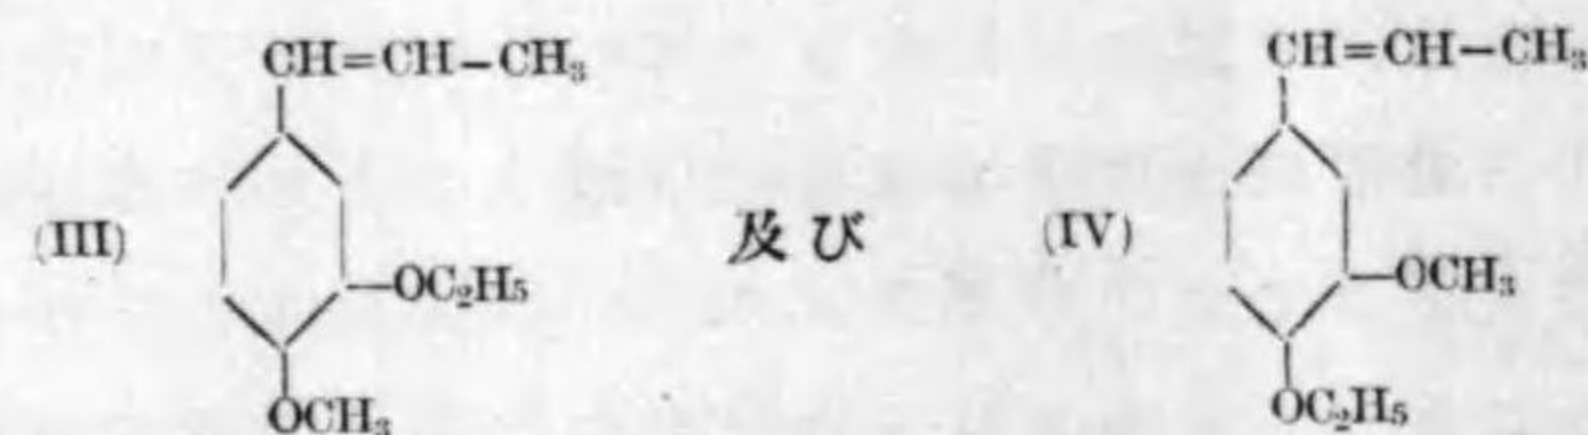 CH=CH-CH₃ CH=CH-CH₃
(III) 及び (IV)
-OC₂H₅ -OCH₃
OCH₃ OC₂H₅